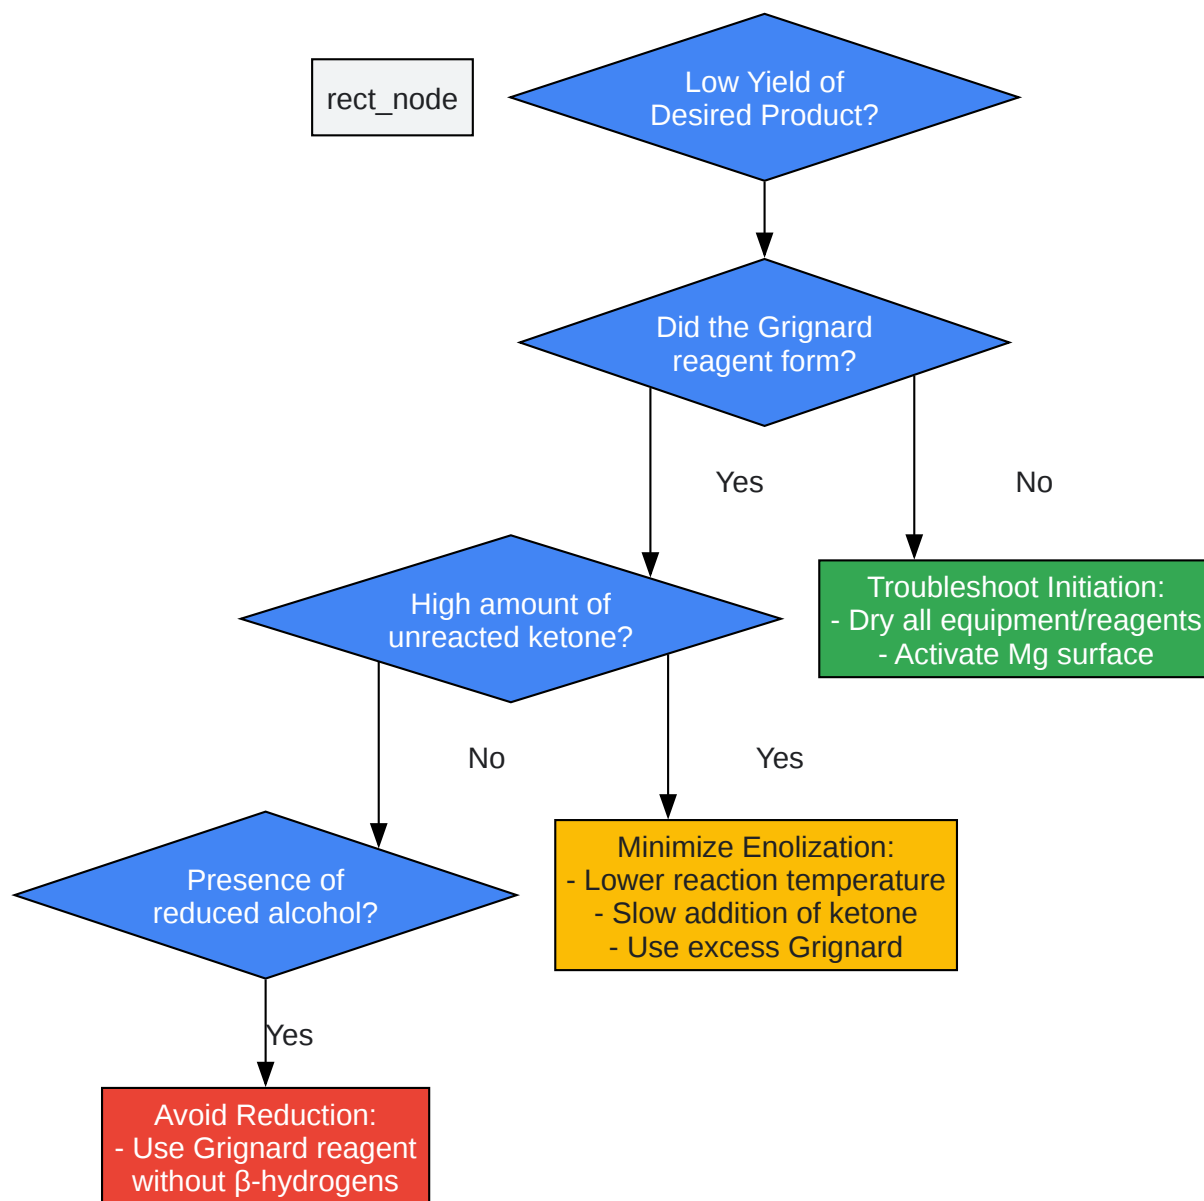 rect_node
Low Yield of
Desired Product?
Did the Grignard
reagent form?
Yes
No
High amount of
unreacted ketone?
Troubleshoot Initiation:
- Dry all equipment/reagents
- Activate Mg surface
No
Yes
Presence of
reduced alcohol?
Minimize Enolization:
- Lower reaction temperature
- Slow addition of ketone
- Use excess Grignard
Yes
Avoid Reduction:
- Use Grignard reagent
without β-hydrogens